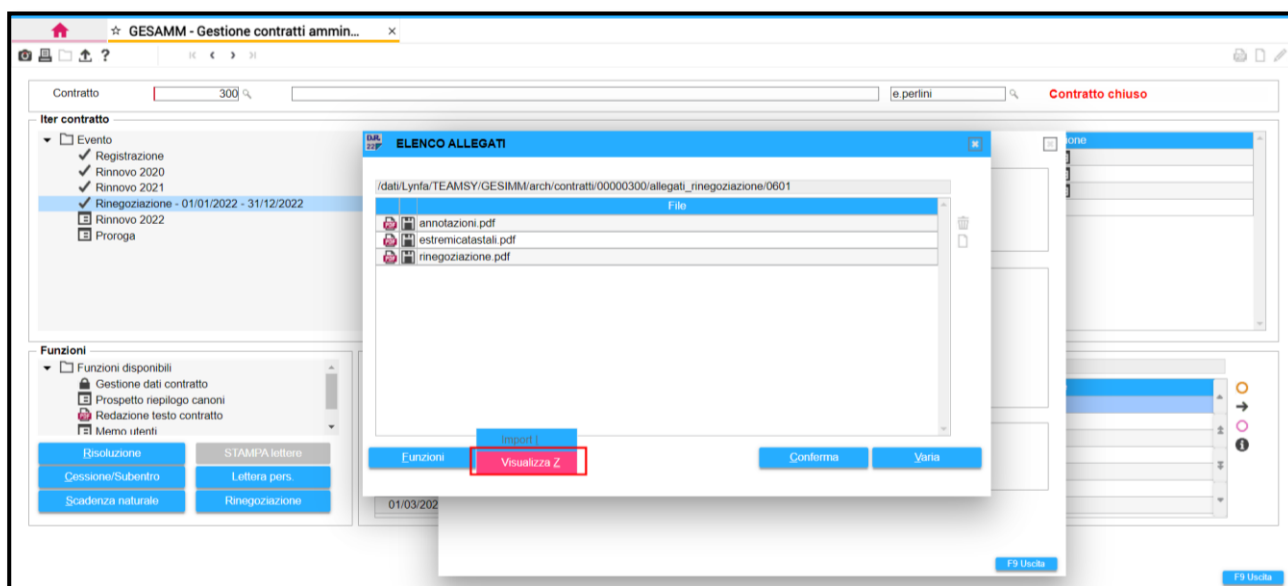 GESAMM - Gestione contratti ammin...
Contratto 300 e.perlini Contratto chiuso
Iter contratto
Evento
Registrazione
Rinnovo 2020
Rinnovo 2021
Rinegoziazione - 01/01/2022 - 31/12/2022
Rinnovo 2022
Proroga
ELENCO ALLEGATI
/dati/Lynfa/TEAMSY/GESIMM/arch/contratti/00000300/allegati_rinegoziazione/0601
File
annotazioni.pdf
estremicatastali.pdf
rinegoziazione.pdf
Import I
Visualizza Z
Funzioni
Conferma
Varia
Funzioni
Funzioni disponibili
Gestione dati contratto
Prospetto riepilogo canoni
Redazione testo contratto
Memo utenti
Risoluzione
STAMPA lettere
Cessione/Subentro
Lettera pers.
Scadenza naturale
Rinegoziazione
01/03/202
F9 Uscita
F9 Uscita